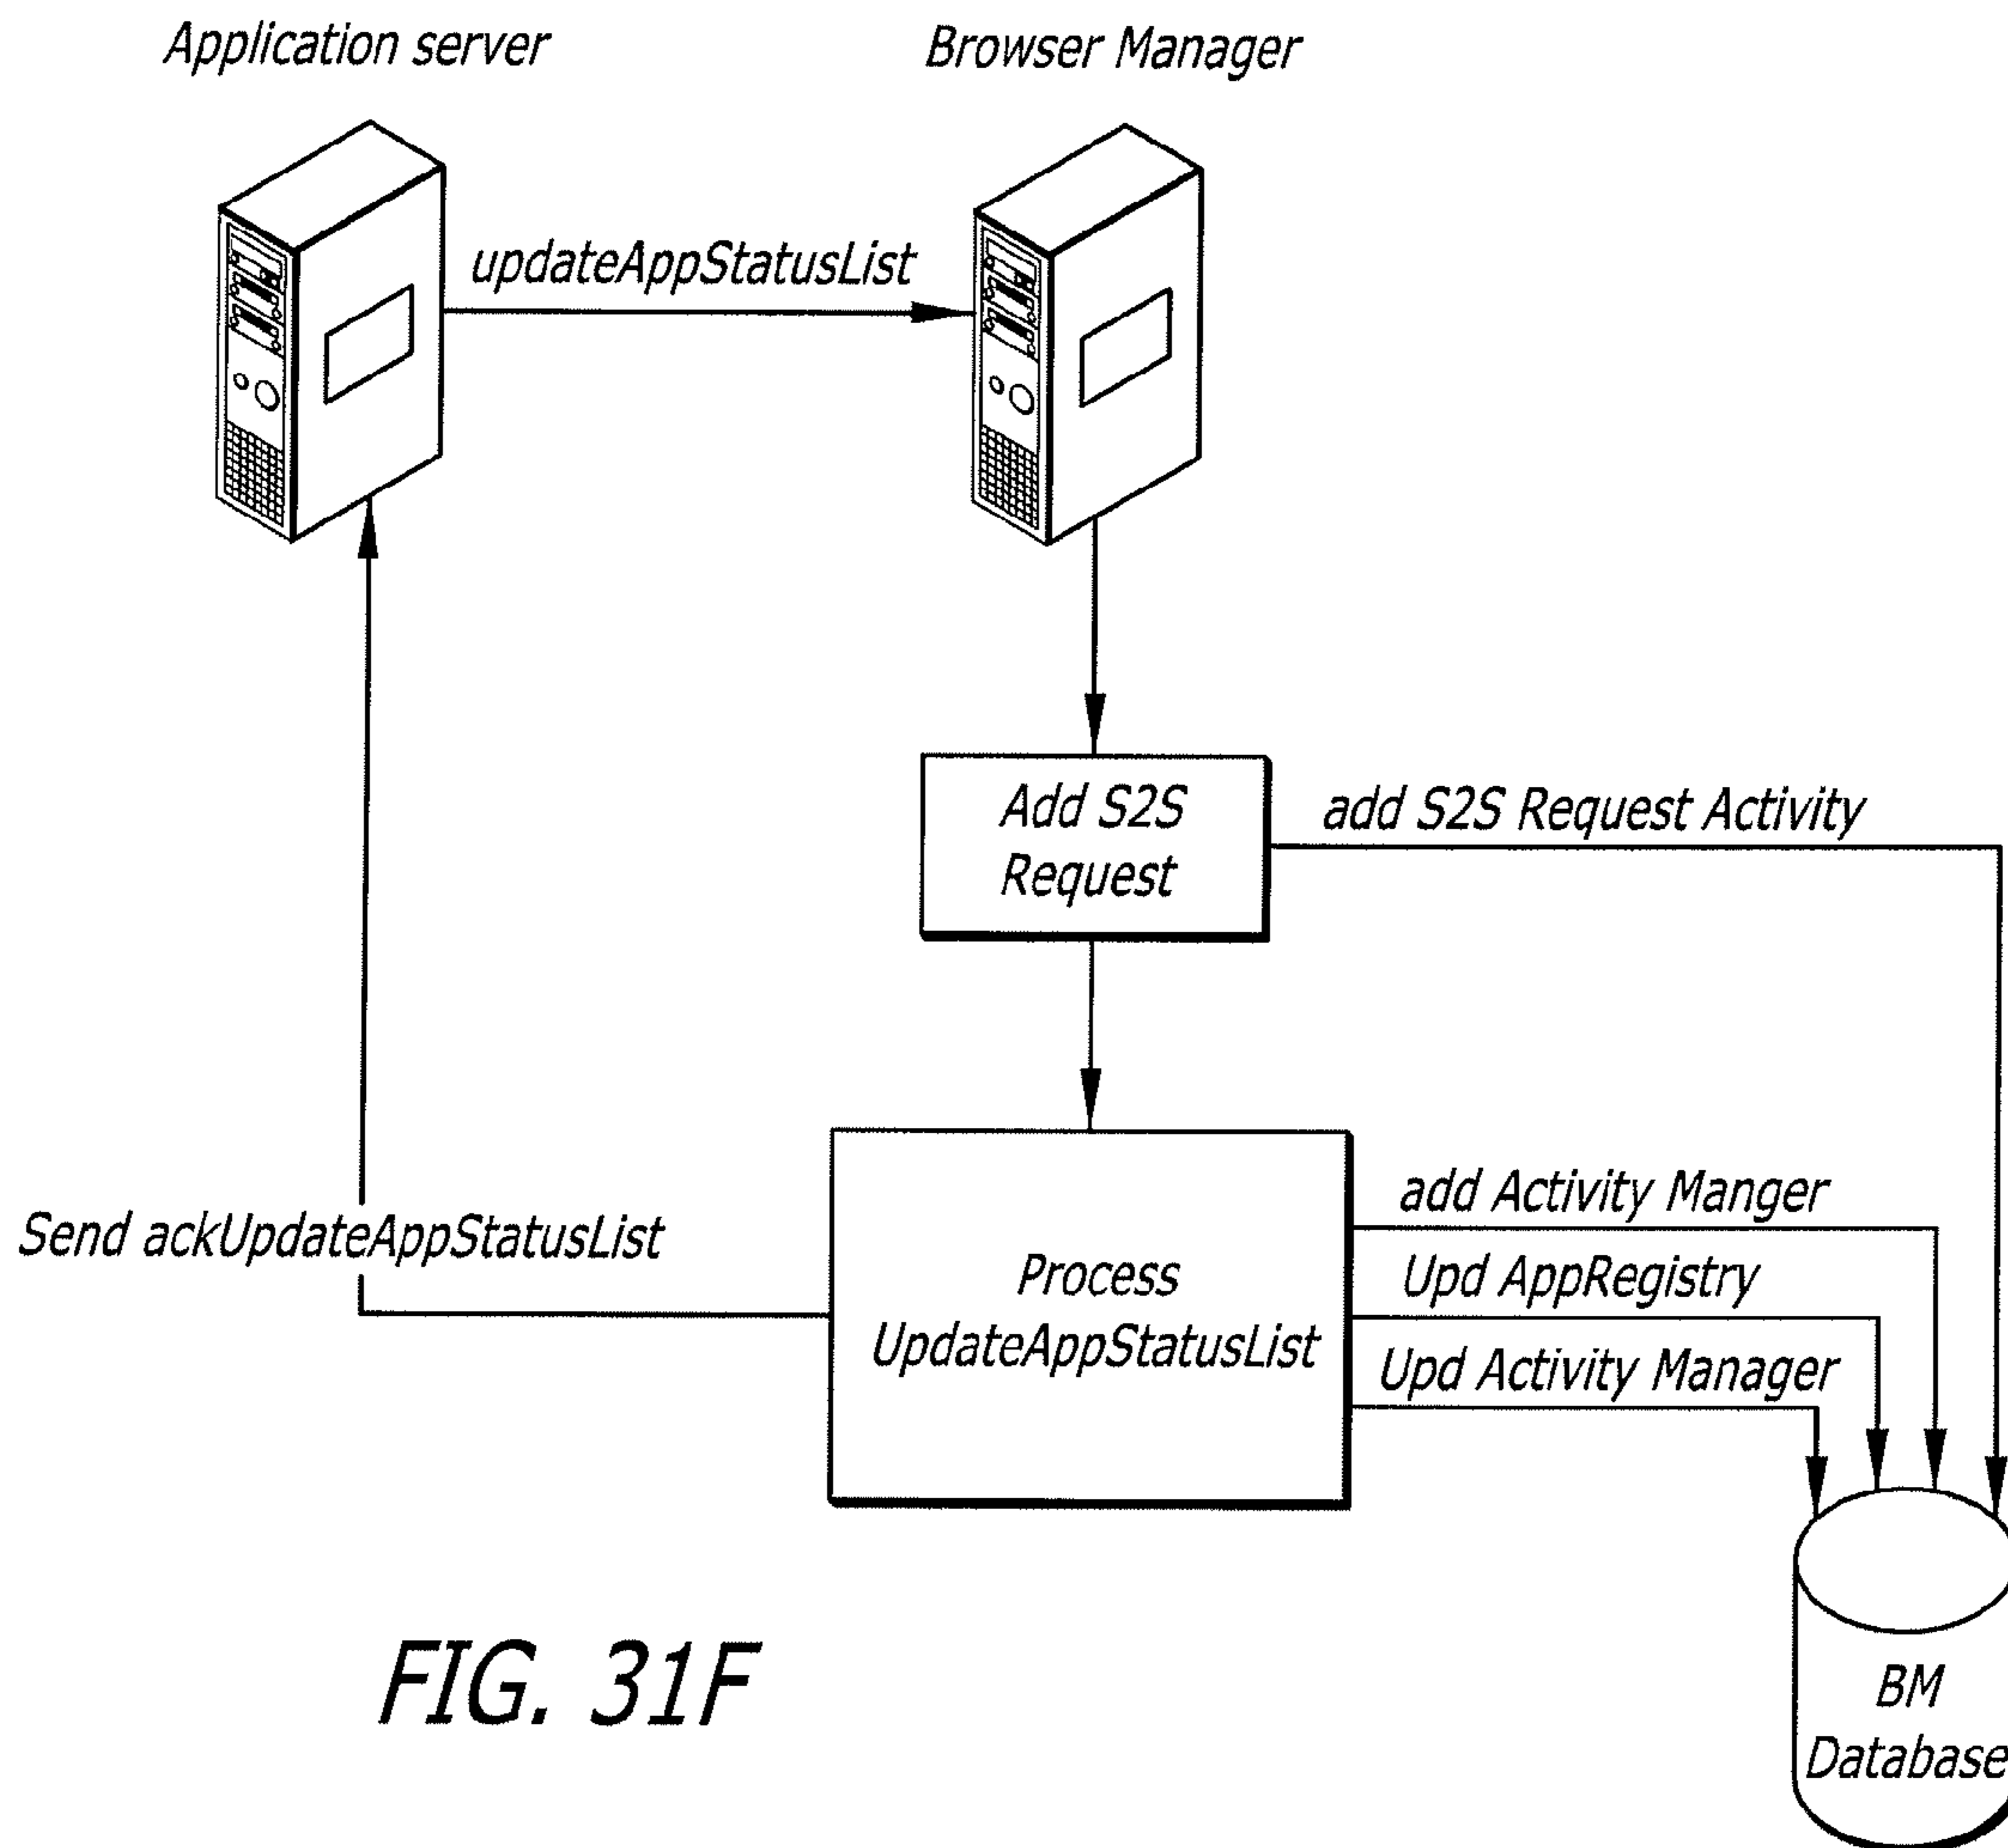 Application server
Browser Manager
updateAppStatusList
Add S2S
Request
add S2S Request Activity
add Activity Manger
Send ackUpdateAppStatusList
Process
UpdateAppStatusList
Upd AppRegistry
Upd Activity Manager
FIG. 31F
BM
Database